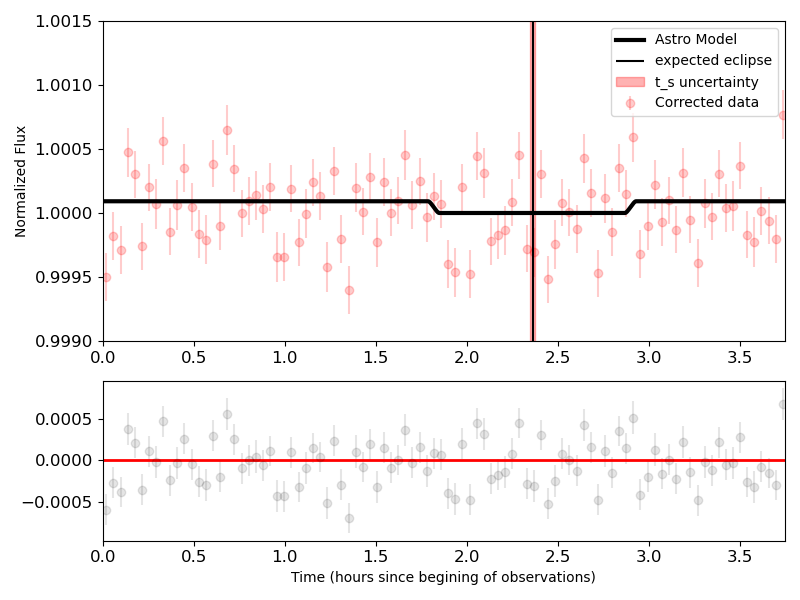 1.0015
1.0010
1.0005
1.0000
0.9995
0.9990
Normalized Flux
Astro Model
expected eclipse
t_s uncertainty
Corrected data
0.0 0.5 1.0 1.5 2.0 2.5 3.0 3.5
0.0005
0.0000
−0.0005
0.0 0.5 1.0 1.5 2.0 2.5 3.0 3.5
Time (hours since begining of observations)